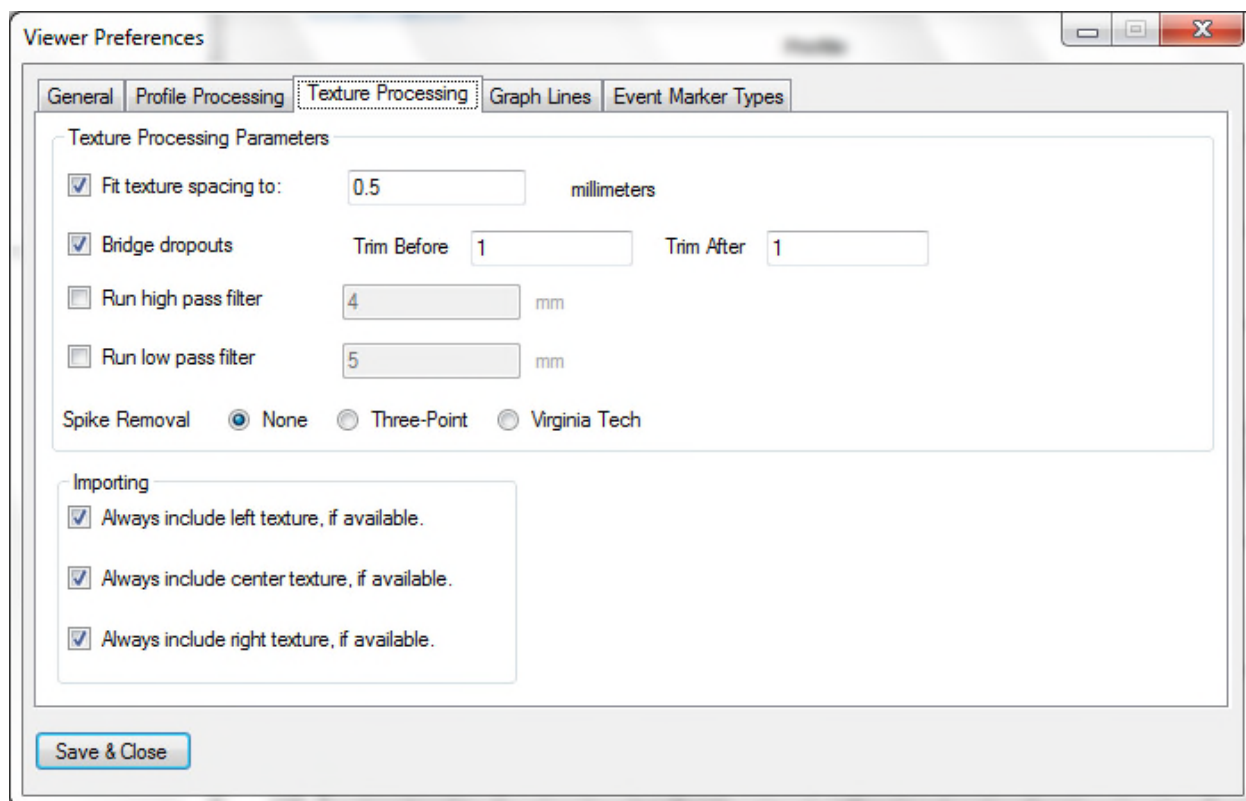 Viewer Preferences
General Profile Processing Texture Processing Graph Lines Event Marker Types
Texture Processing Parameters
Fit texture spacing to: 0.5 millimeters
Bridge dropouts Trim Before 1 Trim After 1
Run high pass filter 4 mm
Run low pass filter 5 mm
Spike Removal None Three-Point Virginia Tech
Importing
Always include left texture, if available.
Always include center texture, if available.
Always include right texture, if available.
Save & Close